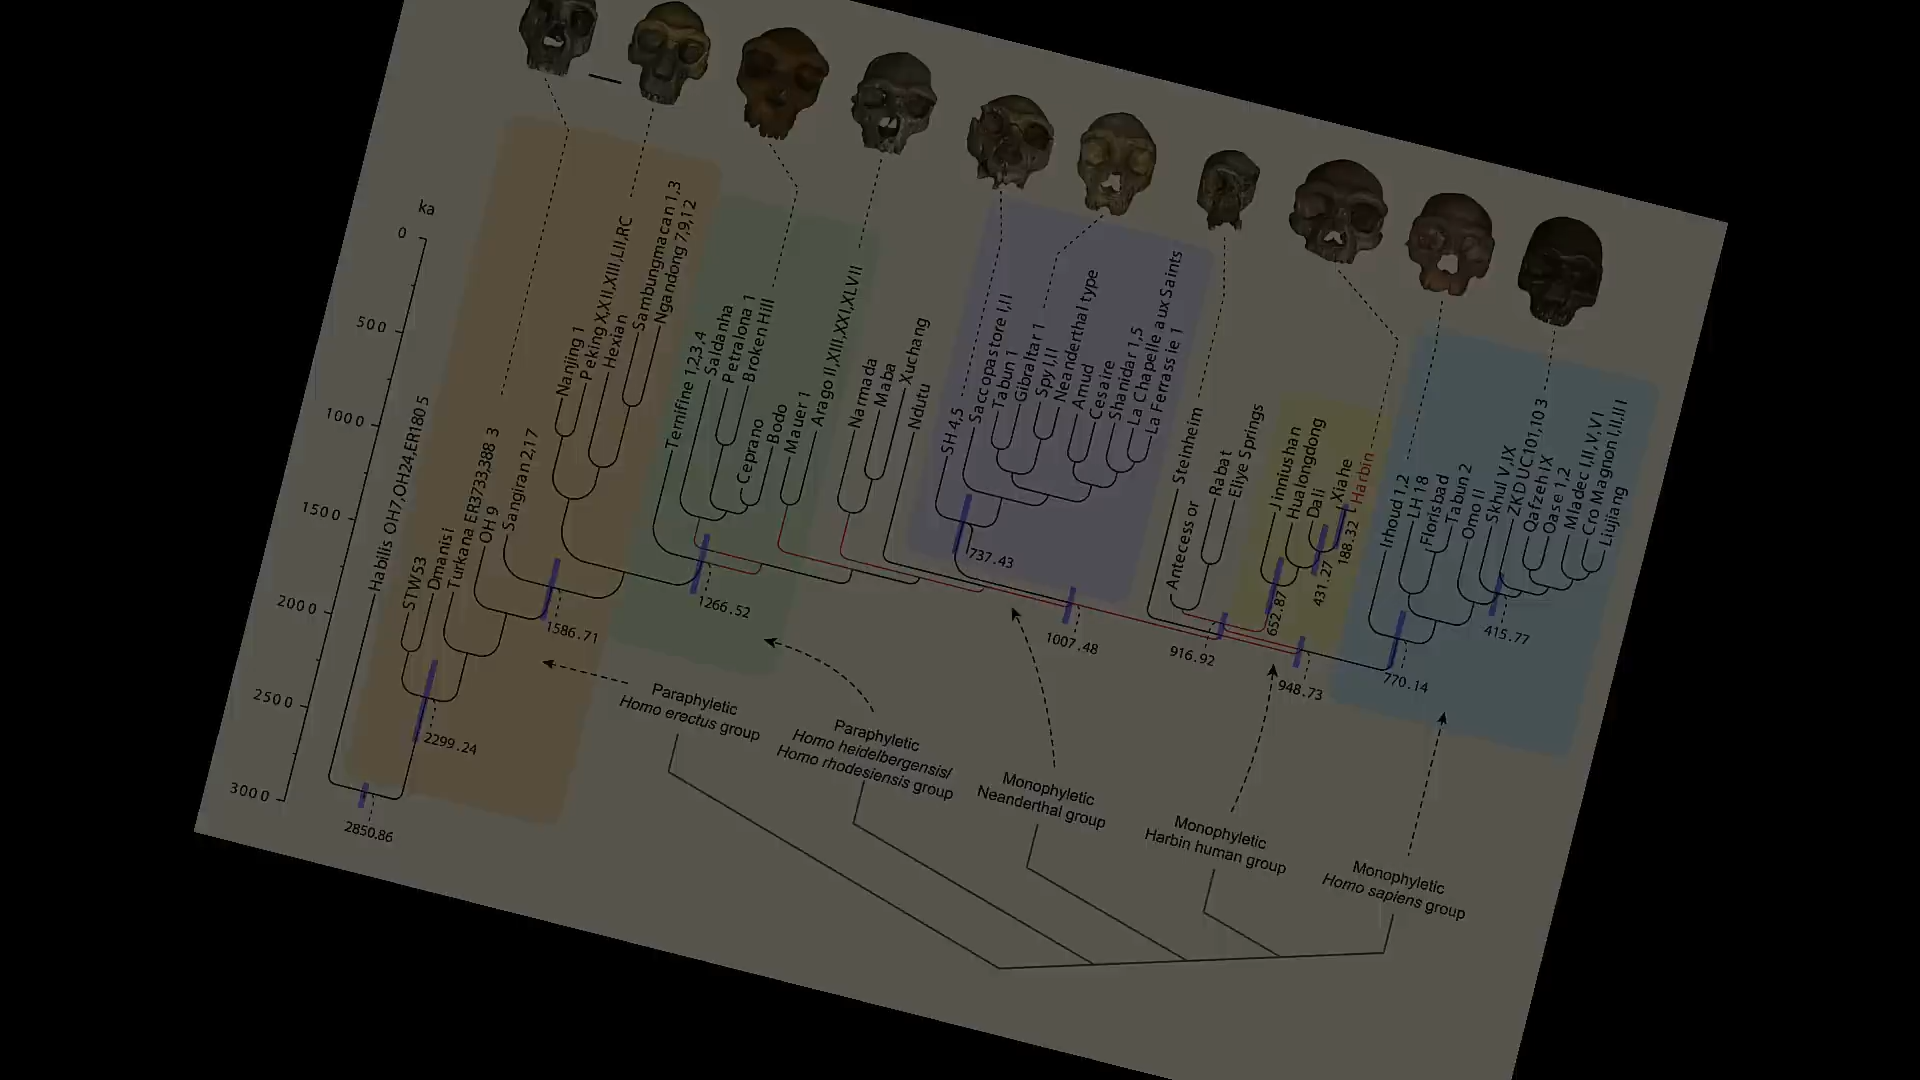 ka
0
500
1000
1500
2000
2500
3000
Habilis OH7,OH24,ER1805
STW53
Dmanisi
Turkana ER3733,3883
OH 9
Sangiran 2,17
Nanjing 1
Peking X,XII,XIII,LII,RC
Hexian
Sambungmacan 1,3
Ngandong 7,9,12
Ternifine 1,2,3,4
Saldanha
Petralona 1
Broken Hill
Ceprano
Bodo
Mauer 1
Arago II,XIII,XXI,XLVII
Narmada
Maba
Xuchang
Ndutu
SH 4,5
Saccopastore I,II
Tabun 1
Gibraltar 1
Spy I,II
Neanderthal type
Amud
Cesaire
Shanidar 1,5
La Chapelle aux Saints
La Ferrassie 1
Antecessor
Steinheim
Rabat
Eliye Springs
Jinniushan
Hualongdong
Dali
Xiahe
Harbin
Irhoud 1,2
LH 18
Florisbad
Tabun 2
Omo II
Skhul V,IX
ZKD UC101,103
Qafzeh IX
Oase 1,2
Mladec I,II,V,VI
Cro Magnon I,II,III
Liujiang
2850.86
2299.24
1586.71
1266.52
737.43
1007.48
916.92
652.87
431.27
188.32
948.73
770.14
415.77
Paraphyletic
Homo erectus group
Paraphyletic
Homo heidelbergensis/
Homo rhodesiensis group
Monophyletic
Neanderthal group
Monophyletic
Harbin human group
Monophyletic
Homo sapiens group